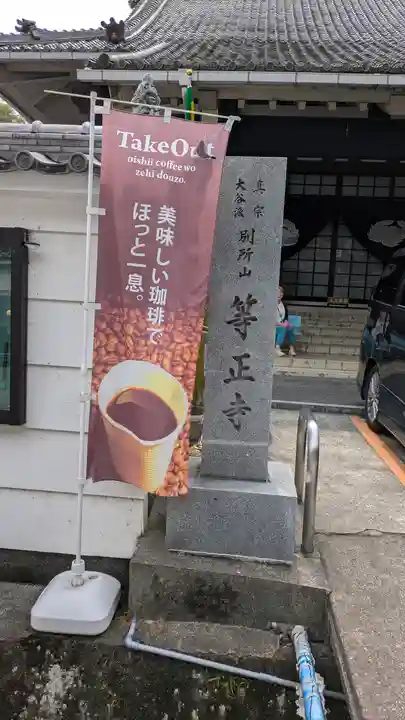 TakeOut
oishii coffee wo
zehi douzo.
美味しい珈琲で
ほっと一息。
真宗
大谷派
別所山
等正寺